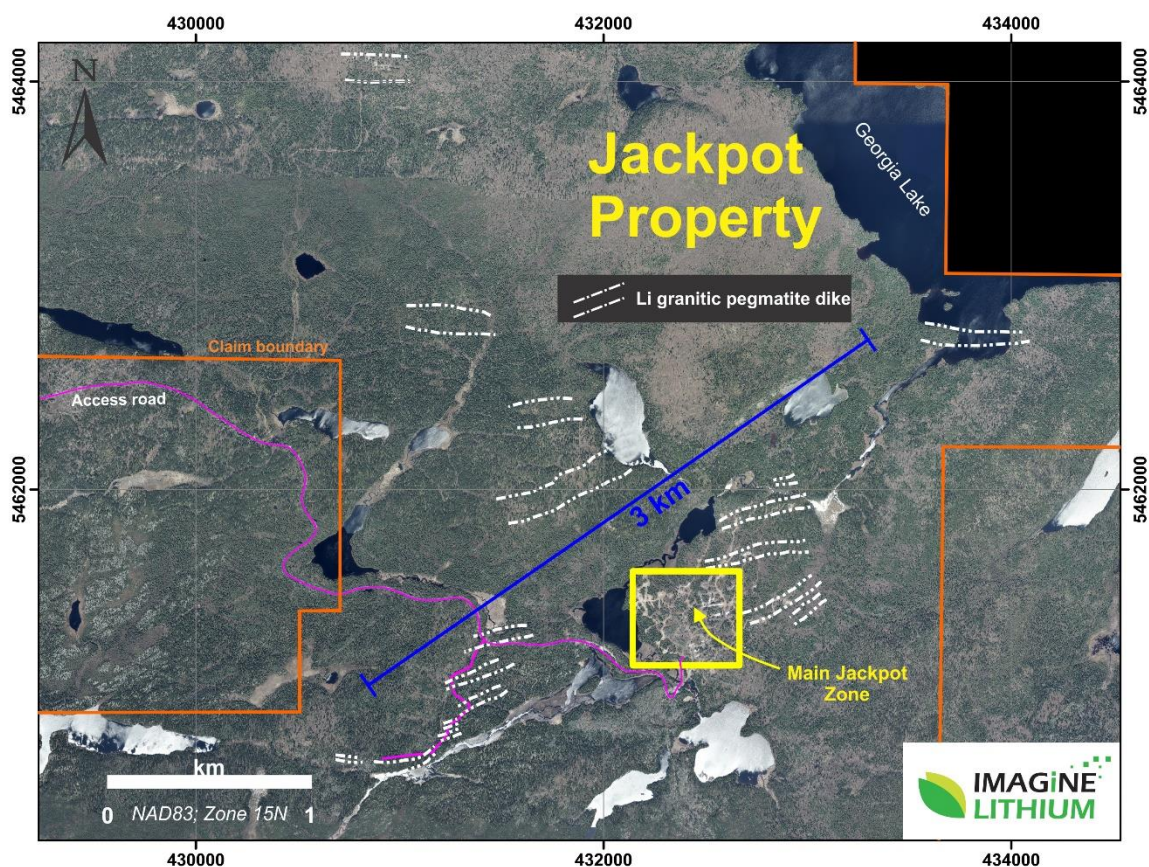 430000
432000
434000
N
5464000
5464000
Jackpot
Property
Georgia Lake
Li granitic pegmatite dike
Claim boundary
Access road
5462000
5462000
3 km
Main Jackpot
Zone
km
0 NAD83; Zone 15N 1
IMAGiNE
LITHIUM
430000
432000
434000